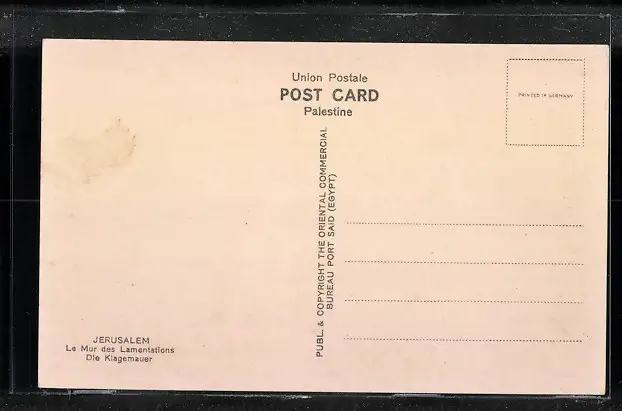 Union Postale
POST CARD
Palestine
PRINTED IN GERMANY
PUBL. & COPYRIGHT THE ORIENTAL COMMERCIAL
BUREAU PORT SAID (EGYPT)
JERUSALEM
Le Mur des Lamentations
Die Klagemauer